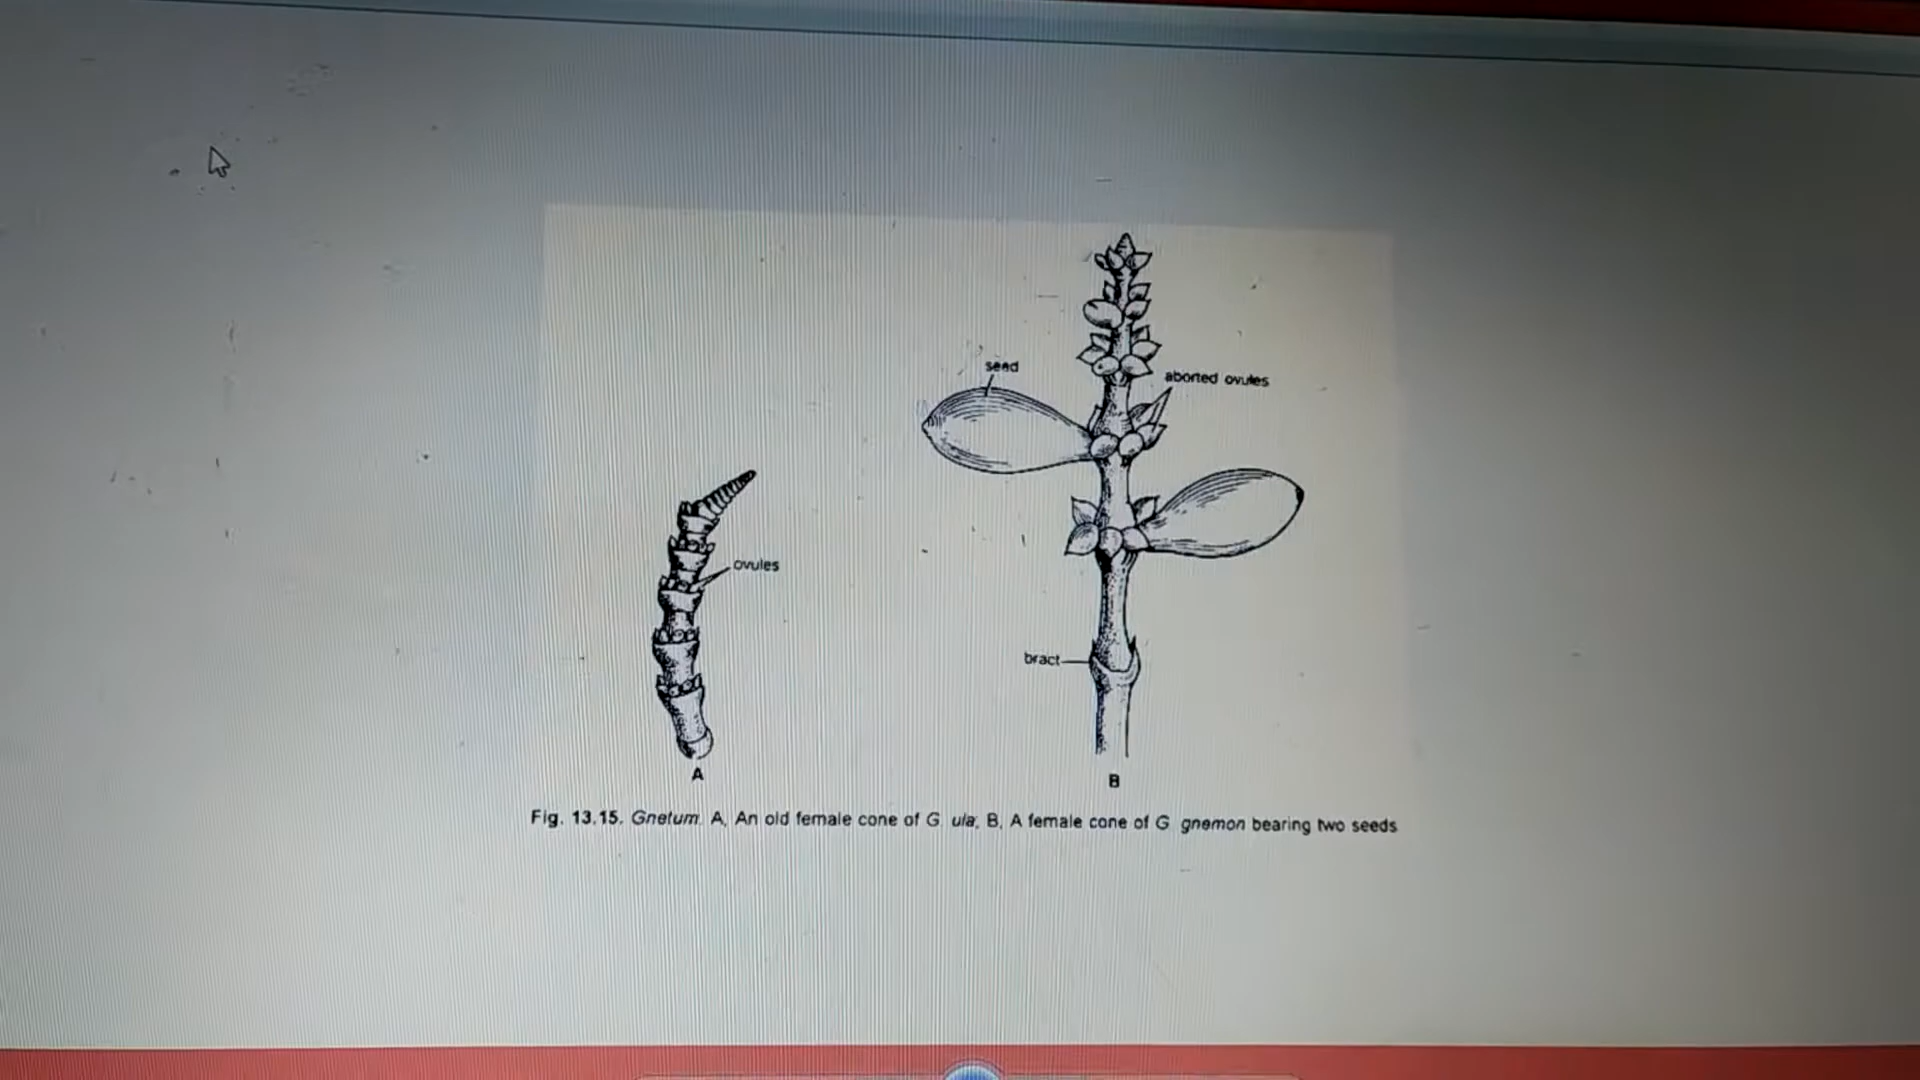 seed
aborted ovules
ovules
bract
A
B
Fig. 13.15. Gnetum. A, An old female cone of G. ula; B, A female cone of G. gnemon bearing two seeds